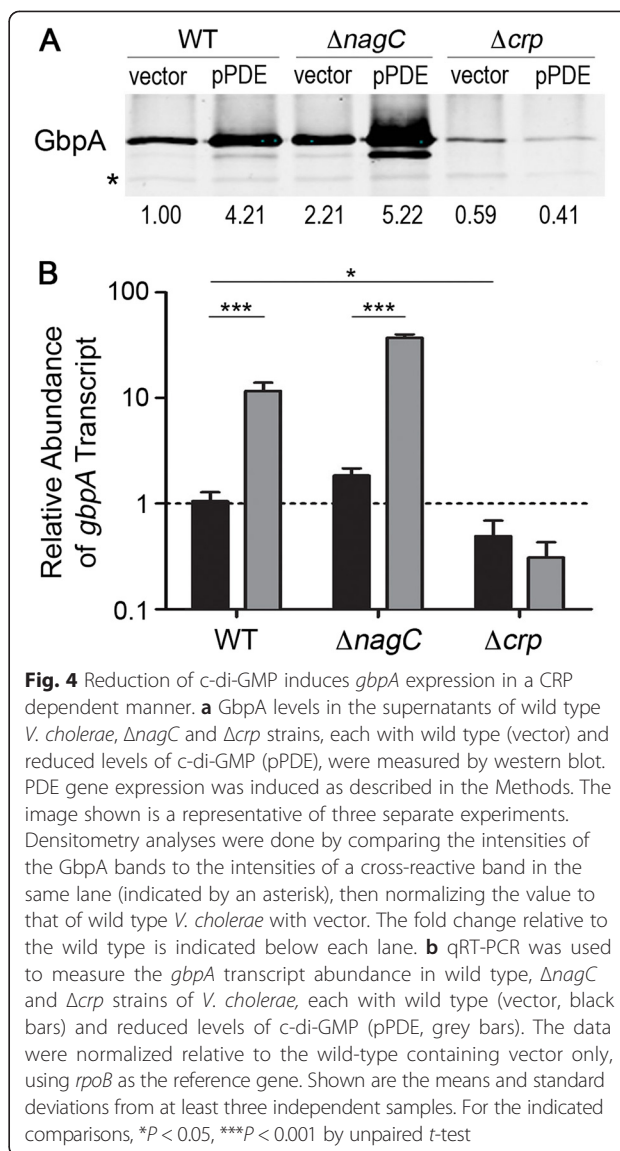 A
WT ΔnagC Δcrp
vector pPDE vector pPDE vector pPDE
GbpA
*
1.00 4.21 2.21 5.22 0.59 0.41
B
*
*** ***
100
10
1
0.1
Relative Abundance
of gbpA Transcript
WT ΔnagC Δcrp
Fig. 4 Reduction of c-di-GMP induces gbpA expression in a CRP
dependent manner. a GbpA levels in the supernatants of wild type
V. cholerae, ΔnagC and Δcrp strains, each with wild type (vector) and
reduced levels of c-di-GMP (pPDE), were measured by western blot.
PDE gene expression was induced as described in the Methods. The
image shown is a representative of three separate experiments.
Densitometry analyses were done by comparing the intensities of
the GbpA bands to the intensities of a cross-reactive band in the
same lane (indicated by an asterisk), then normalizing the value to
that of wild type V. cholerae with vector. The fold change relative to
the wild type is indicated below each lane. b qRT-PCR was used
to measure the gbpA transcript abundance in wild type, ΔnagC
and Δcrp strains of V. cholerae, each with wild type (vector, black
bars) and reduced levels of c-di-GMP (pPDE, grey bars). The data
were normalized relative to the wild-type containing vector only,
using rpoB as the reference gene. Shown are the means and standard
deviations from at least three independent samples. For the indicated
comparisons, *P < 0.05, ***P < 0.001 by unpaired t-test